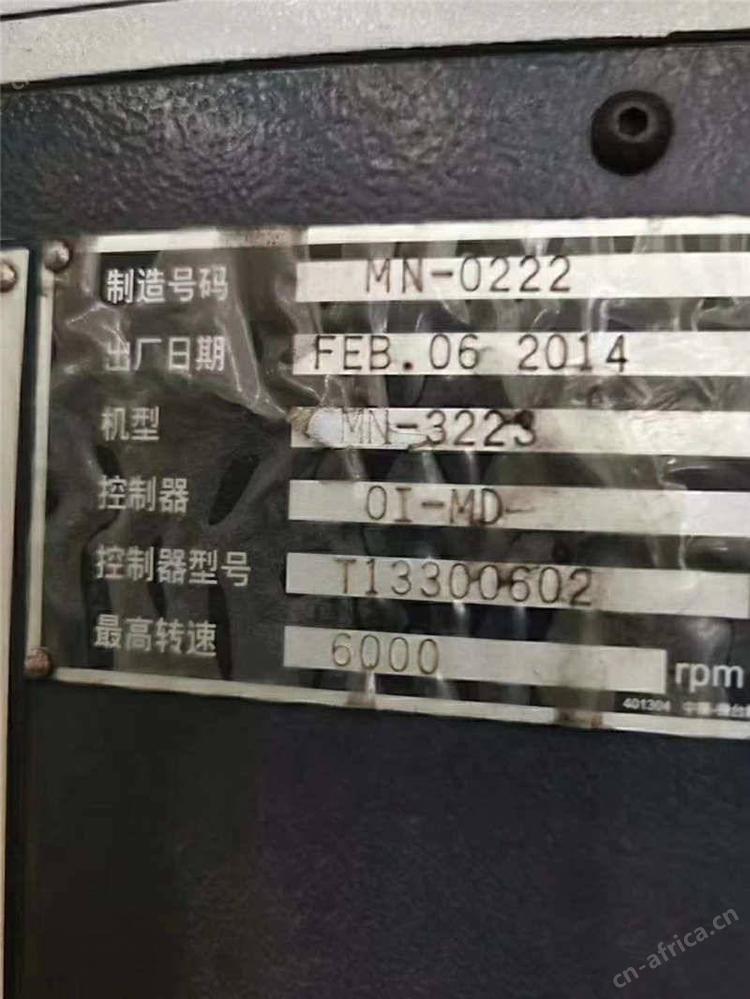 制造号码 MN-0222
出厂日期 FEB.06 2014
机型 MN-3223
控制器 OI-MD
控制器型号 T13300602
最高转速 6000 rpm
401304
cn-africa.cn